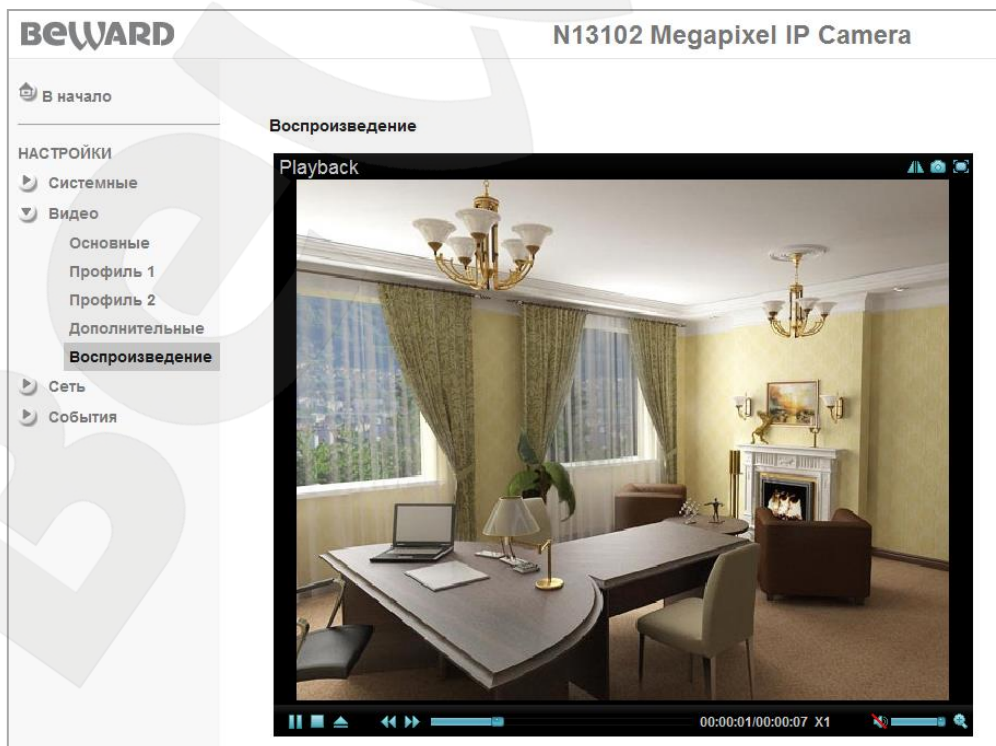 BEWARD
N13102 Megapixel IP Camera
В начало
НАСТРОЙКИ
Системные
Видео
Основные
Профиль 1
Профиль 2
Дополнительные
Воспроизведение
Сеть
События
Воспроизведение
Playback
00:00:01/00:00:07 X1